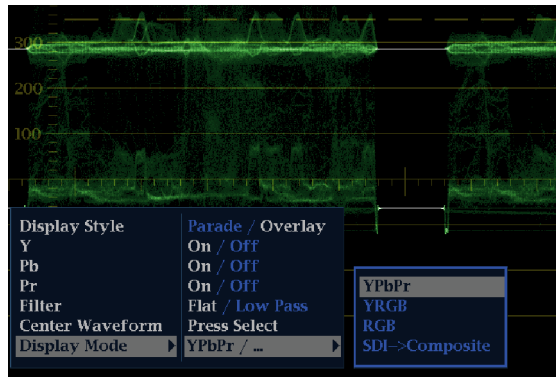 300
200
100
Display Style Parade / Overlay
Y On / Off
Pb On / Off
Pr On / Off
Filter Flat / Low Pass
Center Waveform Press Select
Display Mode YPbPr / ...
YPbPr
YRGB
RGB
SDI->Composite